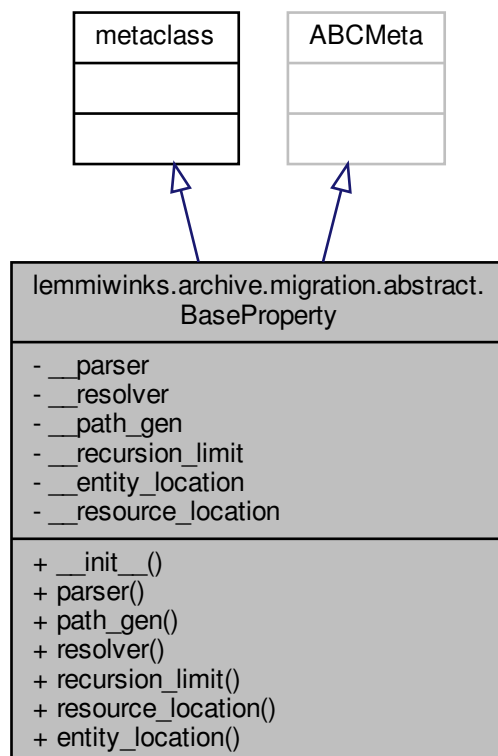 metaclass
ABCMeta
lemmiwinks.archive.migration.abstract.
BaseProperty
- __parser
- __resolver
- __path_gen
- __recursion_limit
- __entity_location
- __resource_location
+ __init__()
+ parser()
+ path_gen()
+ resolver()
+ recursion_limit()
+ resource_location()
+ entity_location()